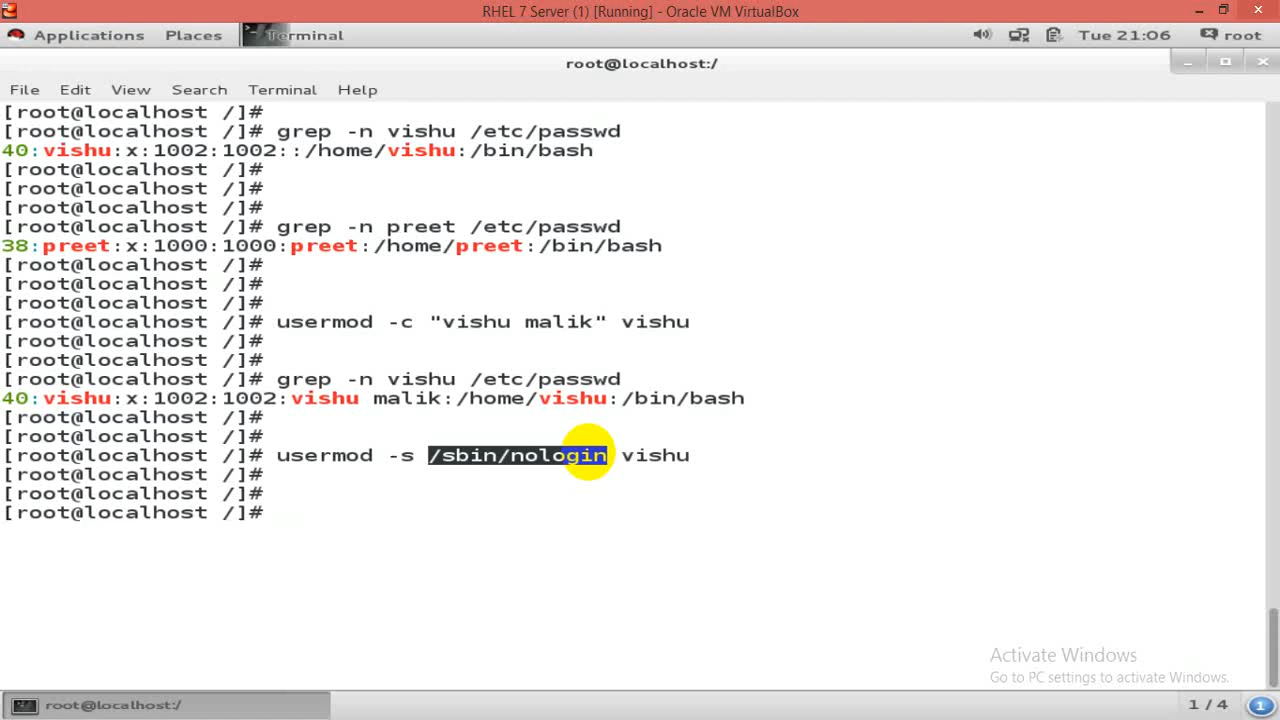 RHEL 7 Server (1) [Running] - Oracle VM VirtualBox
Applications Places Terminal Tue 21:06 root
root@localhost:/
File Edit View Search Terminal Help
[root@localhost /]#
[root@localhost /]# grep -n vishu /etc/passwd
40:vishu:x:1002:1002::/home/vishu:/bin/bash
[root@localhost /]#
[root@localhost /]#
[root@localhost /]#
[root@localhost /]# grep -n preet /etc/passwd
38:preet:x:1000:1000:preet:/home/preet:/bin/bash
[root@localhost /]#
[root@localhost /]#
[root@localhost /]#
[root@localhost /]# usermod -c "vishu malik" vishu
[root@localhost /]#
[root@localhost /]#
[root@localhost /]# grep -n vishu /etc/passwd
40:vishu:x:1002:1002:vishu malik:/home/vishu:/bin/bash
[root@localhost /]#
[root@localhost /]#
[root@localhost /]# usermod -s /sbin/nologin vishu
[root@localhost /]#
[root@localhost /]#
[root@localhost /]#
Activate Windows
Go to PC settings to activate Windows.
root@localhost:/ 1 / 4 1